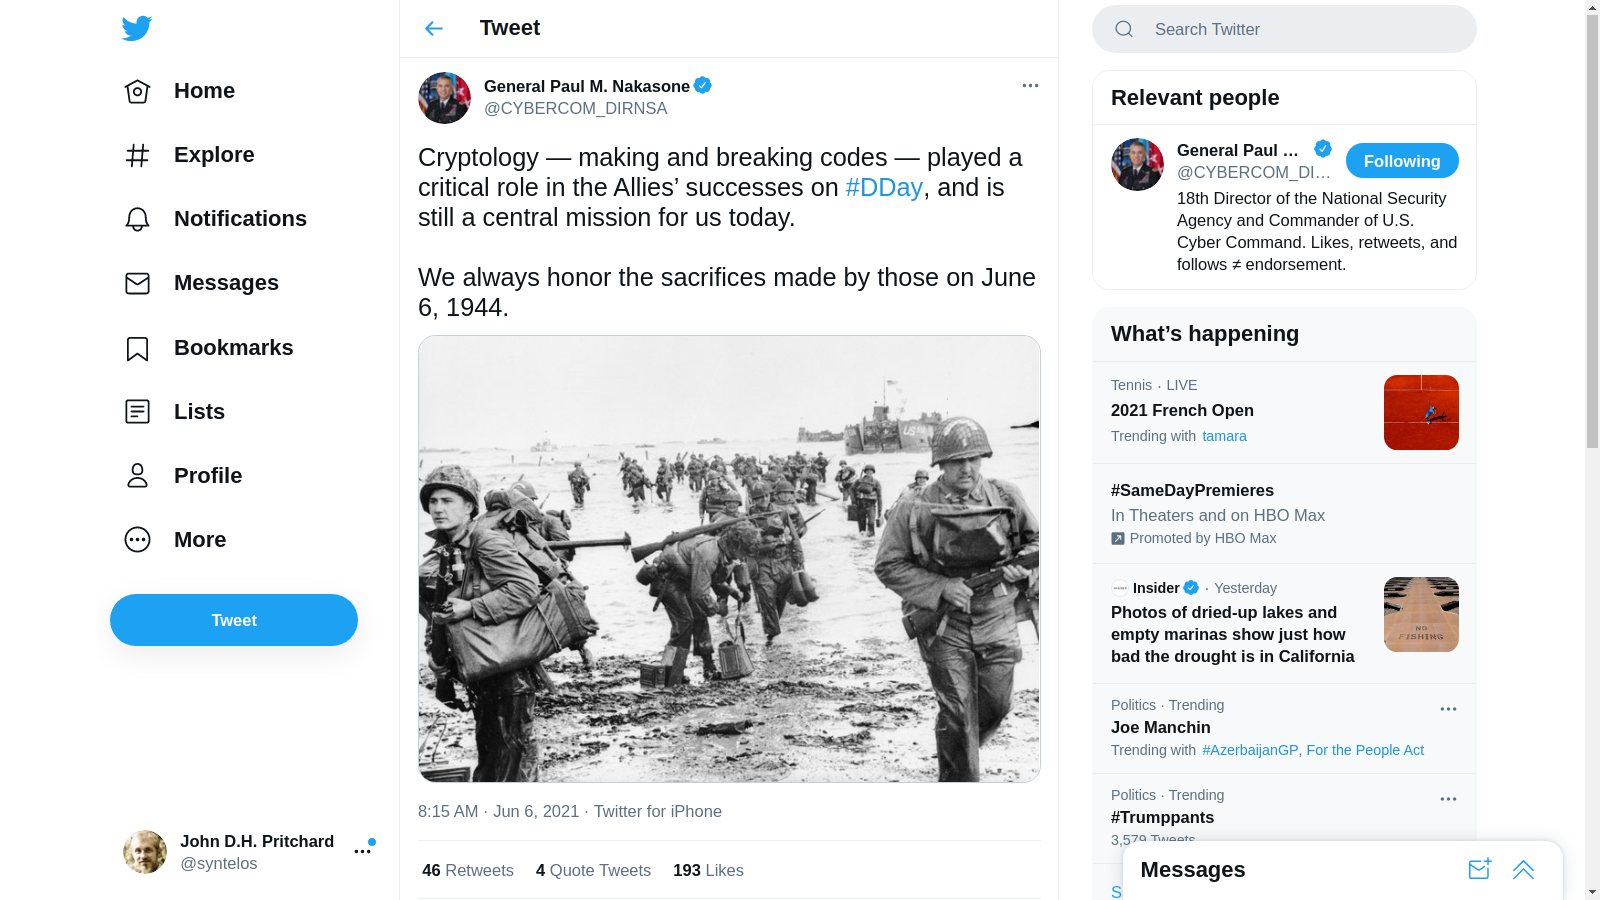 Home
Explore
Notifications
Messages
Bookmarks
Lists
Profile
More
Tweet
John D.H. Pritchard
@syntelos
Tweet
General Paul M. Nakasone
@CYBERCOM_DIRNSA
Cryptology — making and breaking codes — played a
critical role in the Allies’ successes on #DDay, and is
still a central mission for us today.
We always honor the sacrifices made by those on June
6, 1944.
US
8:15 AM · Jun 6, 2021 · Twitter for iPhone
46 Retweets 4 Quote Tweets 193 Likes
Search Twitter
Relevant people
General Paul …
@CYBERCOM_DI…
Following
18th Director of the National Security
Agency and Commander of U.S.
Cyber Command. Likes, retweets, and
follows ≠ endorsement.
What’s happening
Tennis · LIVE
2021 French Open
Trending with tamara
#SameDayPremieres
In Theaters and on HBO Max
Promoted by HBO Max
Insider · Yesterday
Photos of dried-up lakes and
empty marinas show just how
bad the drought is in California
NO
FISHING
Politics · Trending
Joe Manchin
Trending with #AzerbaijanGP, For the People Act
Politics · Trending
#Trumppants
3,579 Tweets
S
Messages